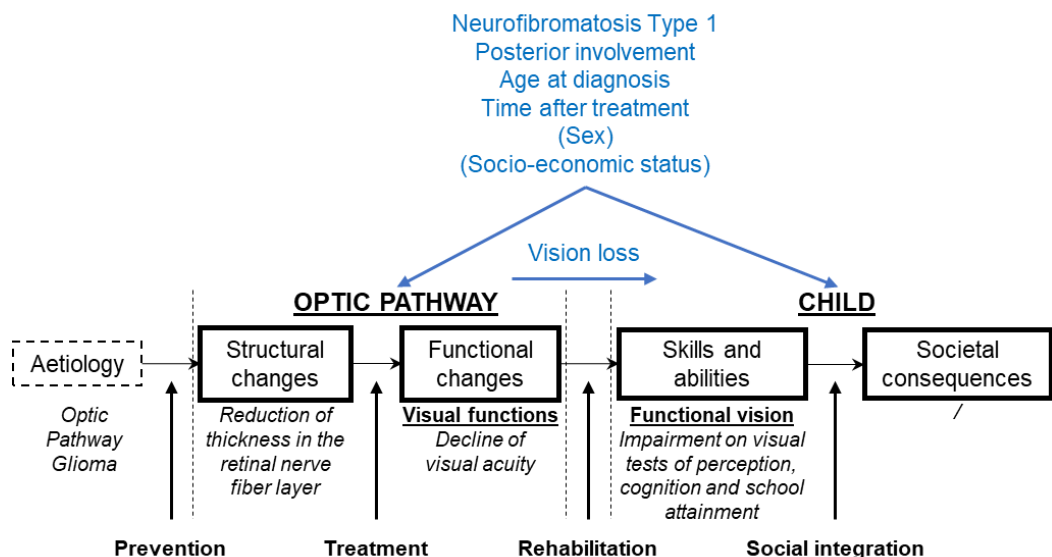 Neurofibromatosis Type 1
Posterior involvement
Age at diagnosis
Time after treatment
(Sex)
(Socio-economic status)
Vision loss
OPTIC PATHWAY
CHILD
Aetiology
Structural
changes
Functional
changes
Skills and
abilities
Societal
consequences
Optic
Pathway
Glioma
Reduction of
thickness in the
retinal nerve
fiber layer
Visual functions
Decline of
visual acuity
Functional vision
Impairment on visual
tests of perception,
cognition and school
attainment
/
Prevention
Treatment
Rehabilitation
Social integration